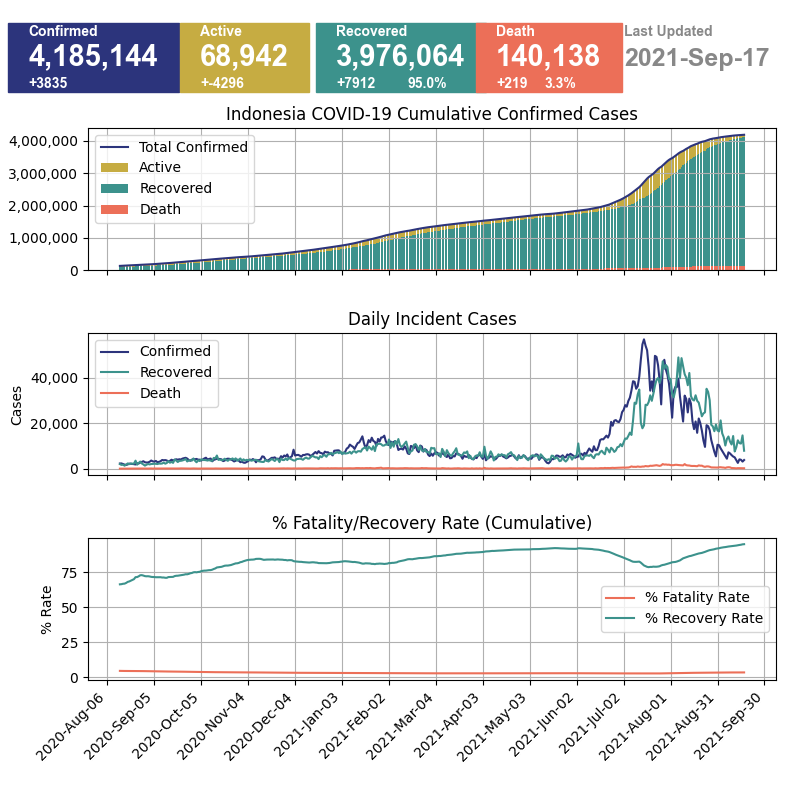 Confirmed
4,185,144
+3835
Active
68,942
+-4296
Recovered
3,976,064
+7912 95.0%
Death
140,138
+219 3.3%
Last Updated
2021-Sep-17
Indonesia COVID-19 Cumulative Confirmed Cases
4,000,000
3,000,000
2,000,000
1,000,000
0
Total Confirmed
Active
Recovered
Death
Daily Incident Cases
Cases
40,000
20,000
0
Confirmed
Recovered
Death
% Fatality/Recovery Rate (Cumulative)
% Rate
75
50
25
0
% Fatality Rate
% Recovery Rate
2020-Aug-06
2020-Sep-05
2020-Oct-05
2020-Nov-04
2020-Dec-04
2021-Jan-03
2021-Feb-02
2021-Mar-04
2021-Apr-03
2021-May-03
2021-Jun-02
2021-Jul-02
2021-Aug-01
2021-Aug-31
2021-Sep-30